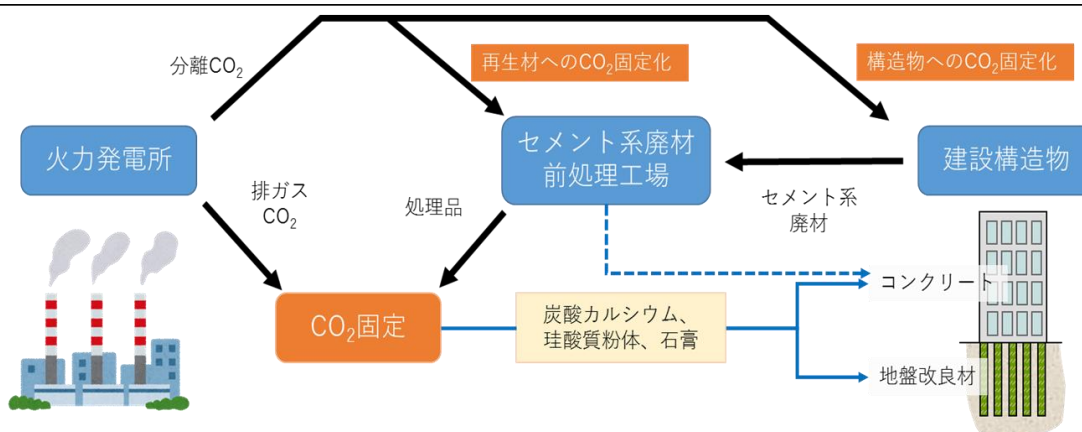 分離CO₂
再生材へのCO₂固定化
構造物へのCO₂固定化
火力発電所
セメント系廃材
前処理工場
建設構造物
排ガス
CO₂
処理品
セメント系
廃材
コンクリート
CO₂固定
炭酸カルシウム、
珪酸質粉体、石膏
地盤改良材